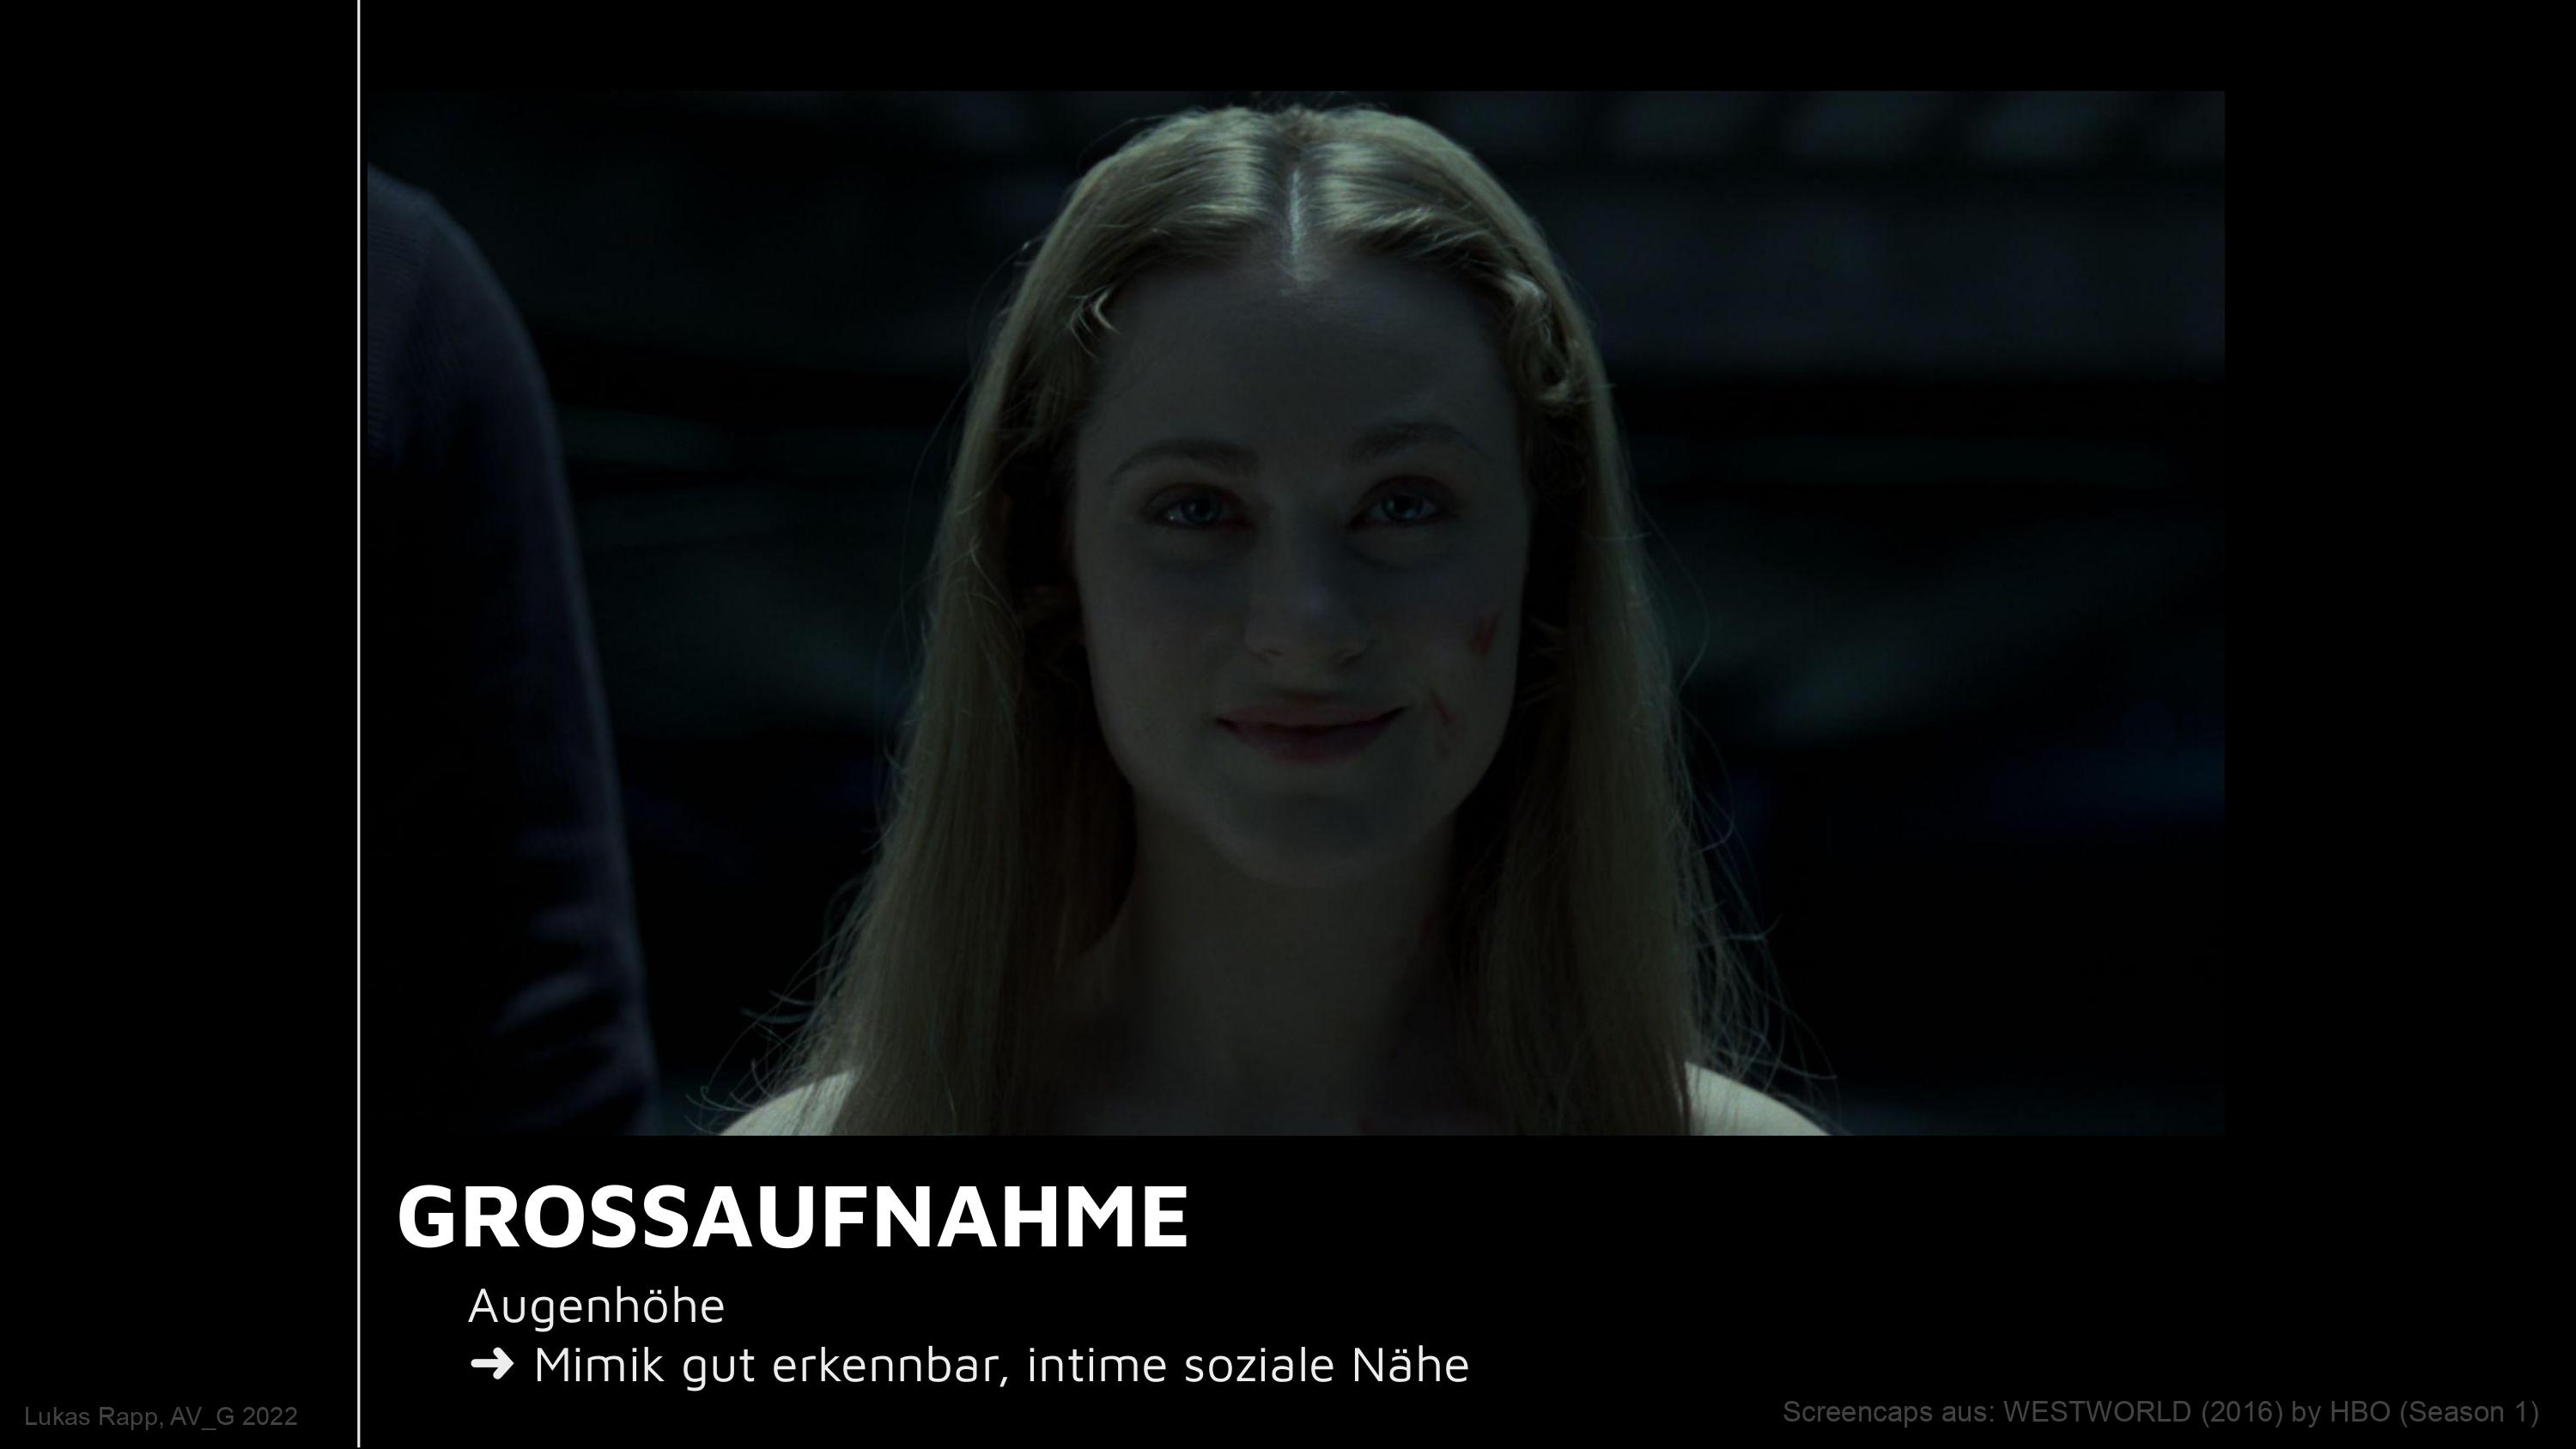 GROSSAUFNAHME
Augenhöhe
➜ Mimik gut erkennbar, intime soziale Nähe
Lukas Rapp, AV_G 2022
Screencaps aus: WESTWORLD (2016) by HBO (Season 1)